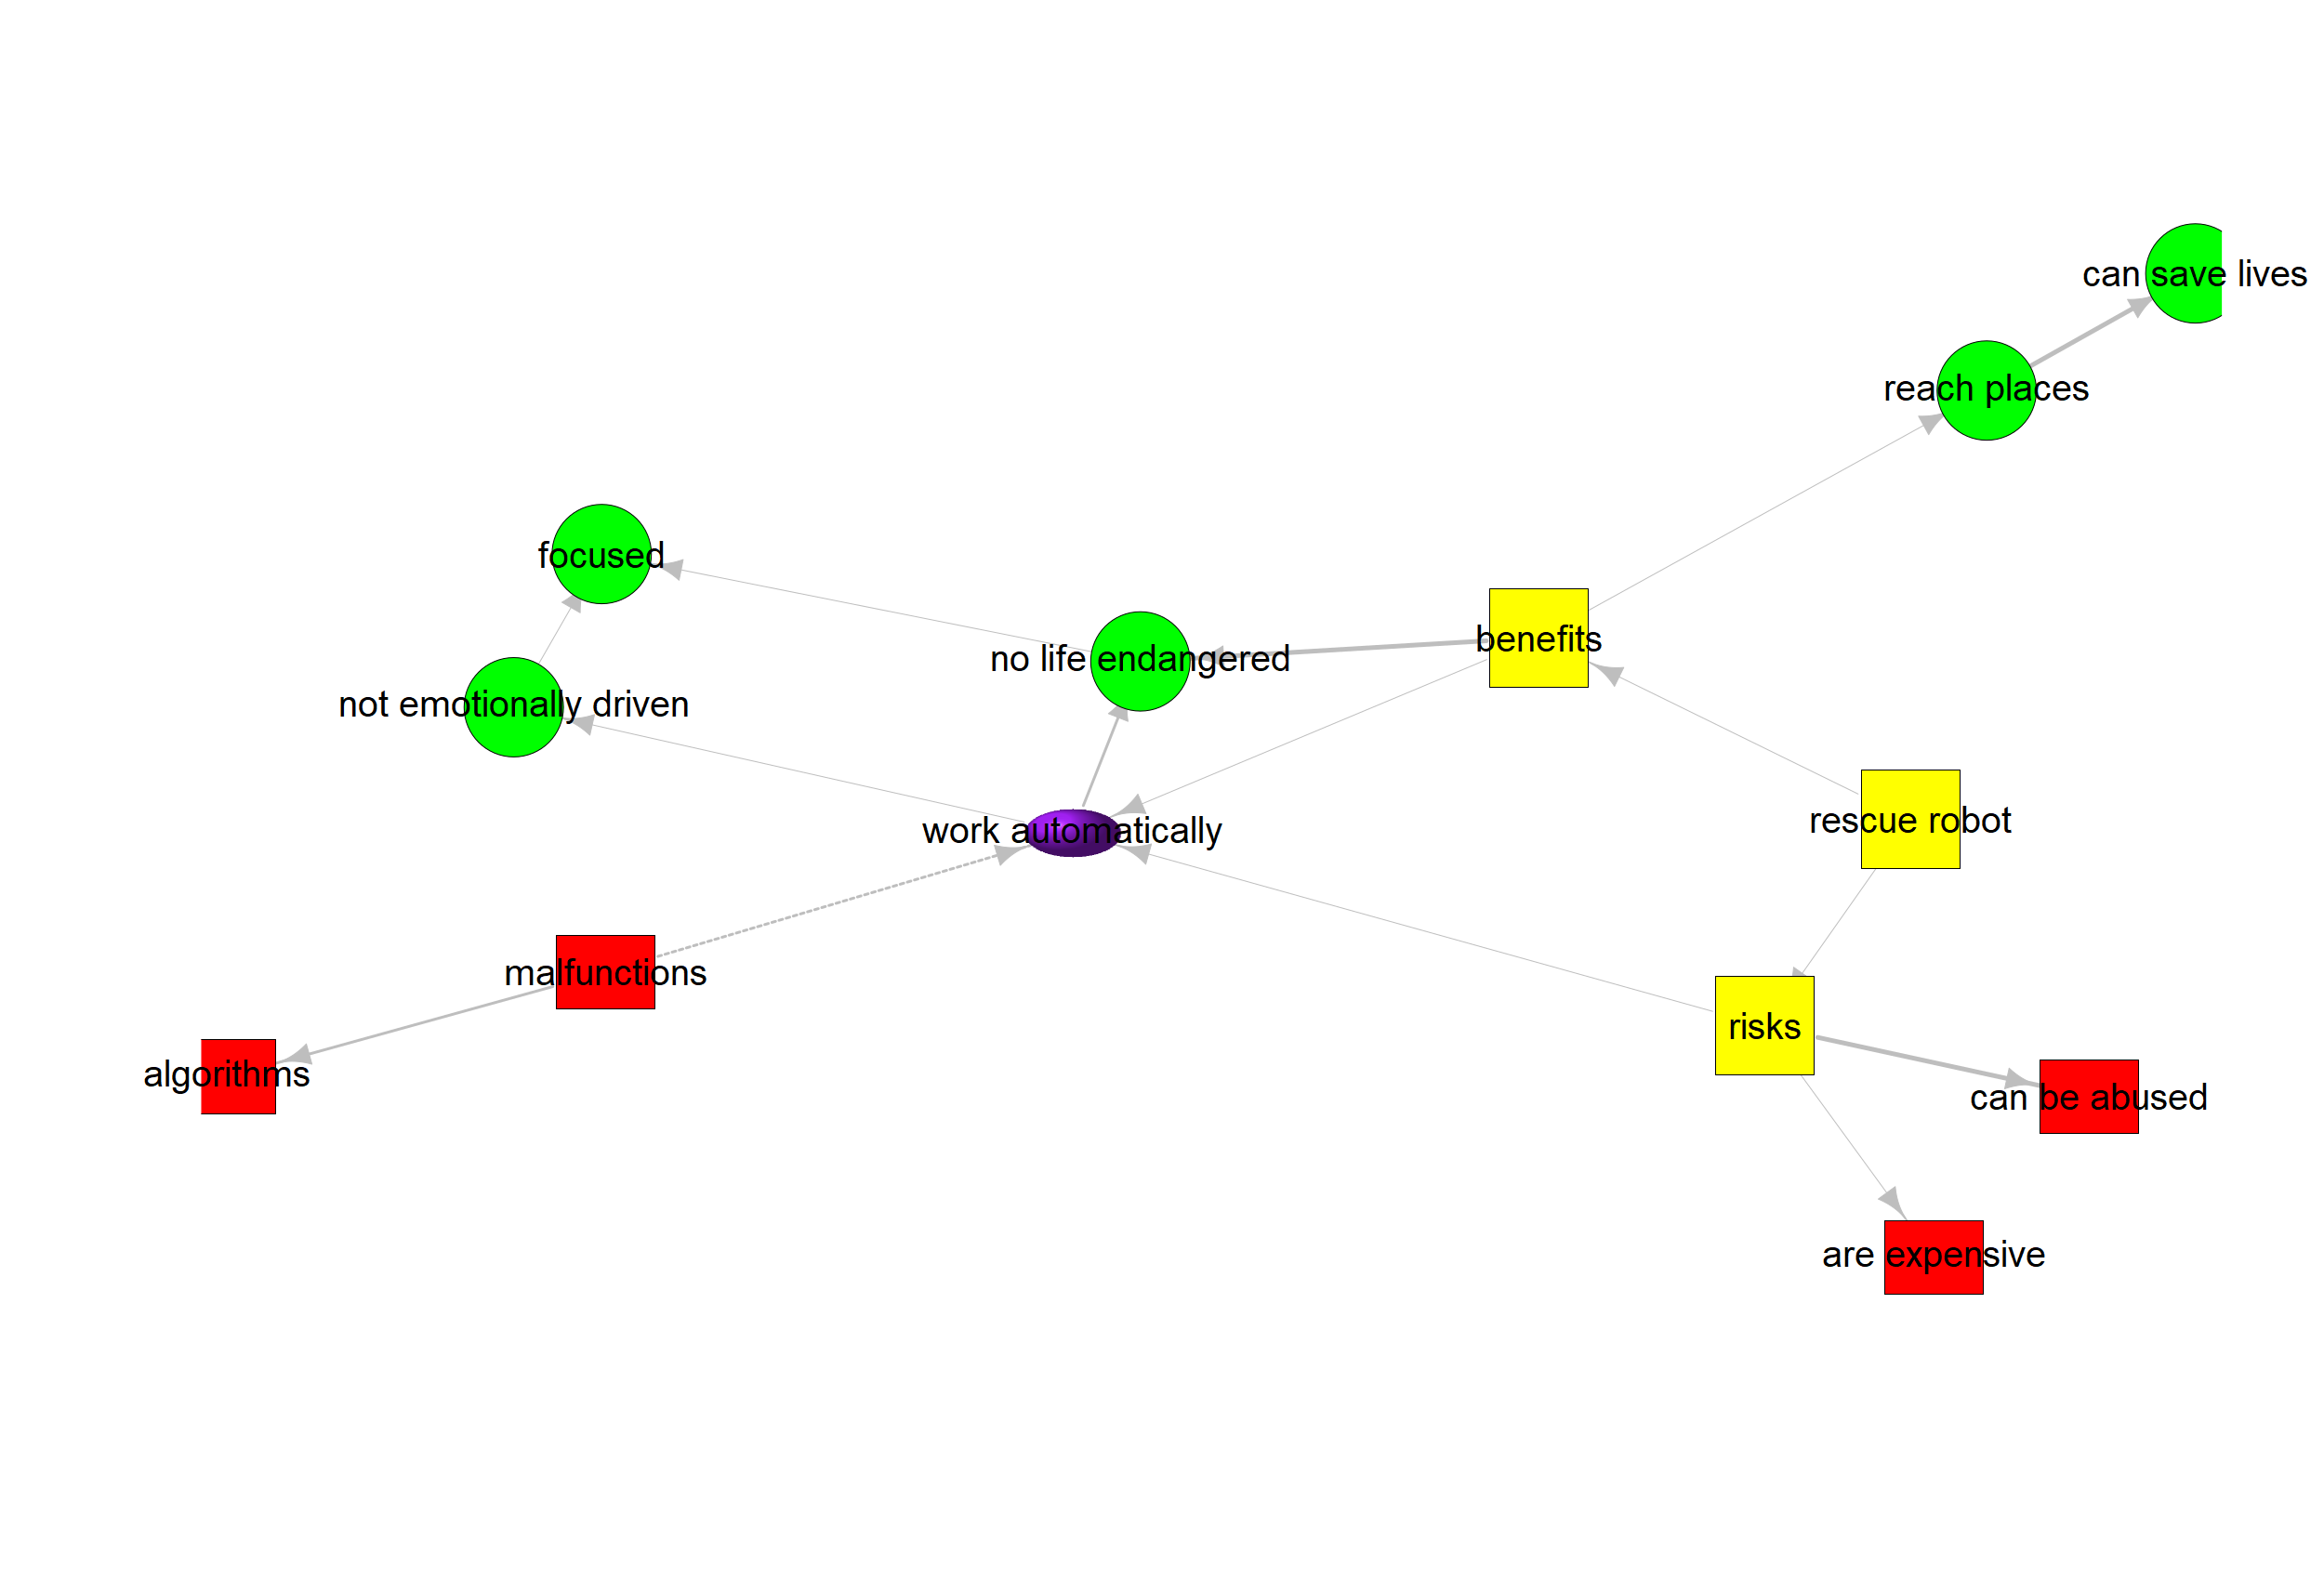 can save lives
reach places
focused
benefits
no life endangered
not emotionally driven
rescue robot
work automatically
malfunctions
risks
algorithms
can be abused
are expensive